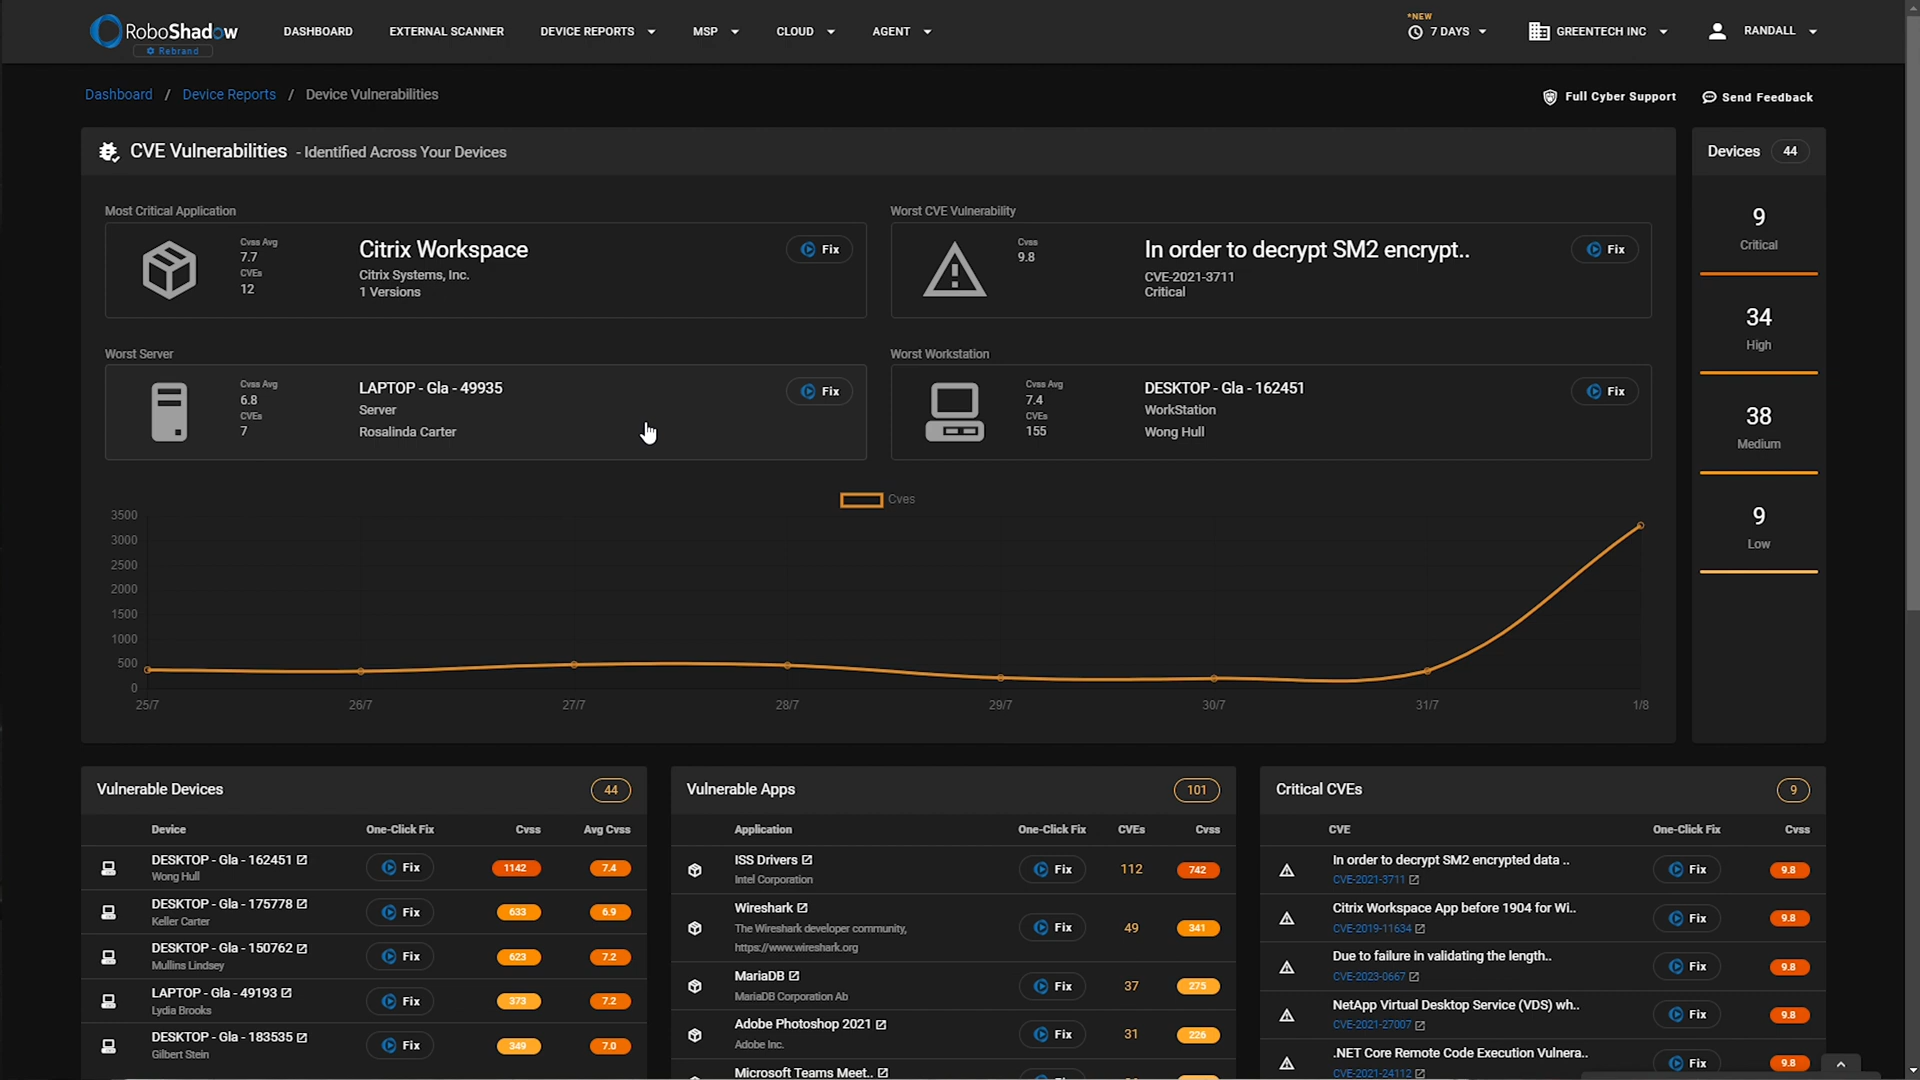 RoboShadow
Rebrand
DASHBOARD
EXTERNAL SCANNER
DEVICE REPORTS
MSP
CLOUD
AGENT
*NEW
7 DAYS
GREENTECH INC
RANDALL
Dashboard / Device Reports / Device Vulnerabilities
Full Cyber Support
Send Feedback
CVE Vulnerabilities - Identified Across Your Devices
Most Critical Application
Cvss Avg
7.7
CVEs
12
Citrix Workspace
Citrix Systems, Inc.
1 Versions
Fix
Worst CVE Vulnerability
Cvss
9.8
In order to decrypt SM2 encrypt..
CVE-2021-3711
Critical
Fix
Worst Server
Cvss Avg
6.8
CVEs
7
LAPTOP - Gla - 49935
Server
Rosalinda Carter
Fix
Worst Workstation
Cvss Avg
7.4
CVEs
155
DESKTOP - Gla - 162451
WorkStation
Wong Hull
Fix
Devices 44
9
Critical
34
High
38
Medium
9
Low
Cves
3500
3000
2500
2000
1500
1000
500
0
25/7 26/7 27/7 28/7 29/7 30/7 31/7 1/8
Vulnerable Devices 44
Device One-Click Fix Cvss Avg Cvss
DESKTOP - Gla - 162451 Fix 1142 7.4
Wong Hull
DESKTOP - Gla - 175778 Fix 633 6.9
Keller Carter
DESKTOP - Gla - 150762 Fix 623 7.2
Mullins Lindsey
LAPTOP - Gla - 49193 Fix 373 7.2
Lydia Brooks
DESKTOP - Gla - 183535 Fix 349 7.0
Gilbert Stein
Vulnerable Apps 101
Application One-Click Fix CVEs Cvss
ISS Drivers Fix 112 742
Intel Corporation
Wireshark Fix 49 341
The Wireshark developer community,
https://www.wireshark.org
MariaDB Fix 37 275
MariaDB Corporation Ab
Adobe Photoshop 2021 Fix 31 226
Adobe Inc.
Microsoft Teams Meet..
Critical CVEs 9
CVE One-Click Fix Cvss
In order to decrypt SM2 encrypted data .. Fix 9.8
CVE-2021-3711
Citrix Workspace App before 1904 for Wi.. Fix 9.8
CVE-2019-11634
Due to failure in validating the length.. Fix 9.8
CVE-2023-0667
NetApp Virtual Desktop Service (VDS) wh.. Fix 9.8
CVE-2021-27007
.NET Core Remote Code Execution Vulnera.. Fix 9.8
CVE-2021-24112